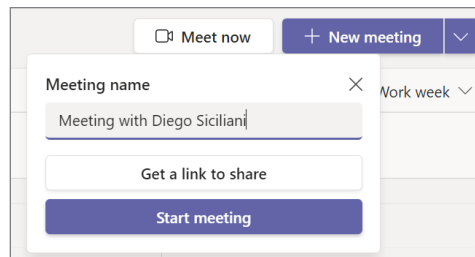 Meet now
New meeting
Meeting name
Work week
Meeting with Diego Siciliani
Get a link to share
Start meeting